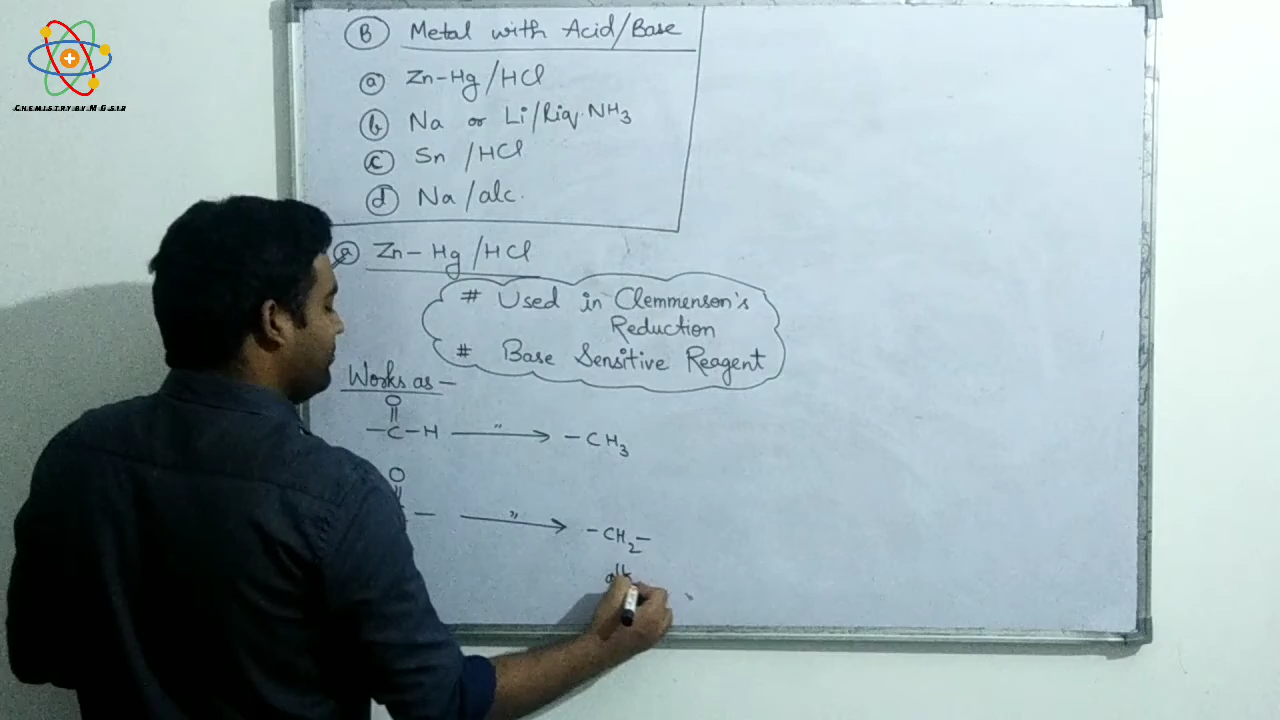 CHEMISTRY BY M G SIR
B Metal with Acid/Base
a Zn-Hg/HCl
b Na or Li/Liq. NH3
c Sn/HCl
d Na/alc.
a Zn-Hg/HCl
# Used in Clemmenson's
Reduction
# Base Sensitive Reagent
Works as -
O
-C-H ⟶ -CH3
O
⟶ -CH2-